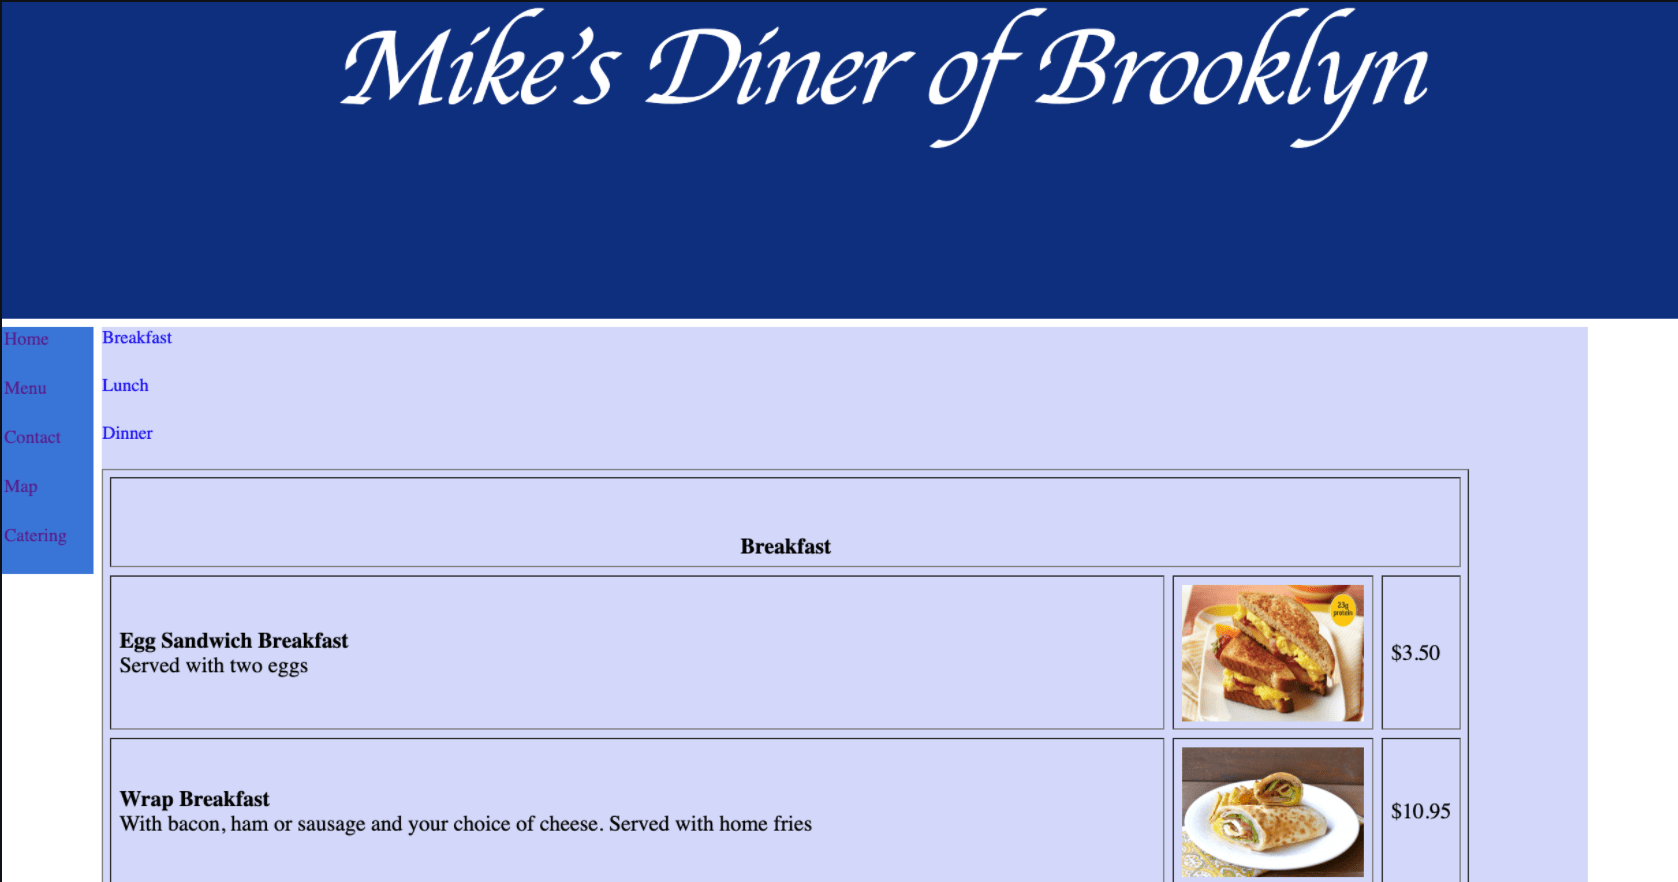 Mike's Diner of Brooklyn
Home
Menu
Contact
Map
Catering
Breakfast
Lunch
Dinner
Breakfast
Egg Sandwich Breakfast
Served with two eggs
23g
protein
$3.50
Wrap Breakfast
With bacon, ham or sausage and your choice of cheese. Served with home fries
$10.95